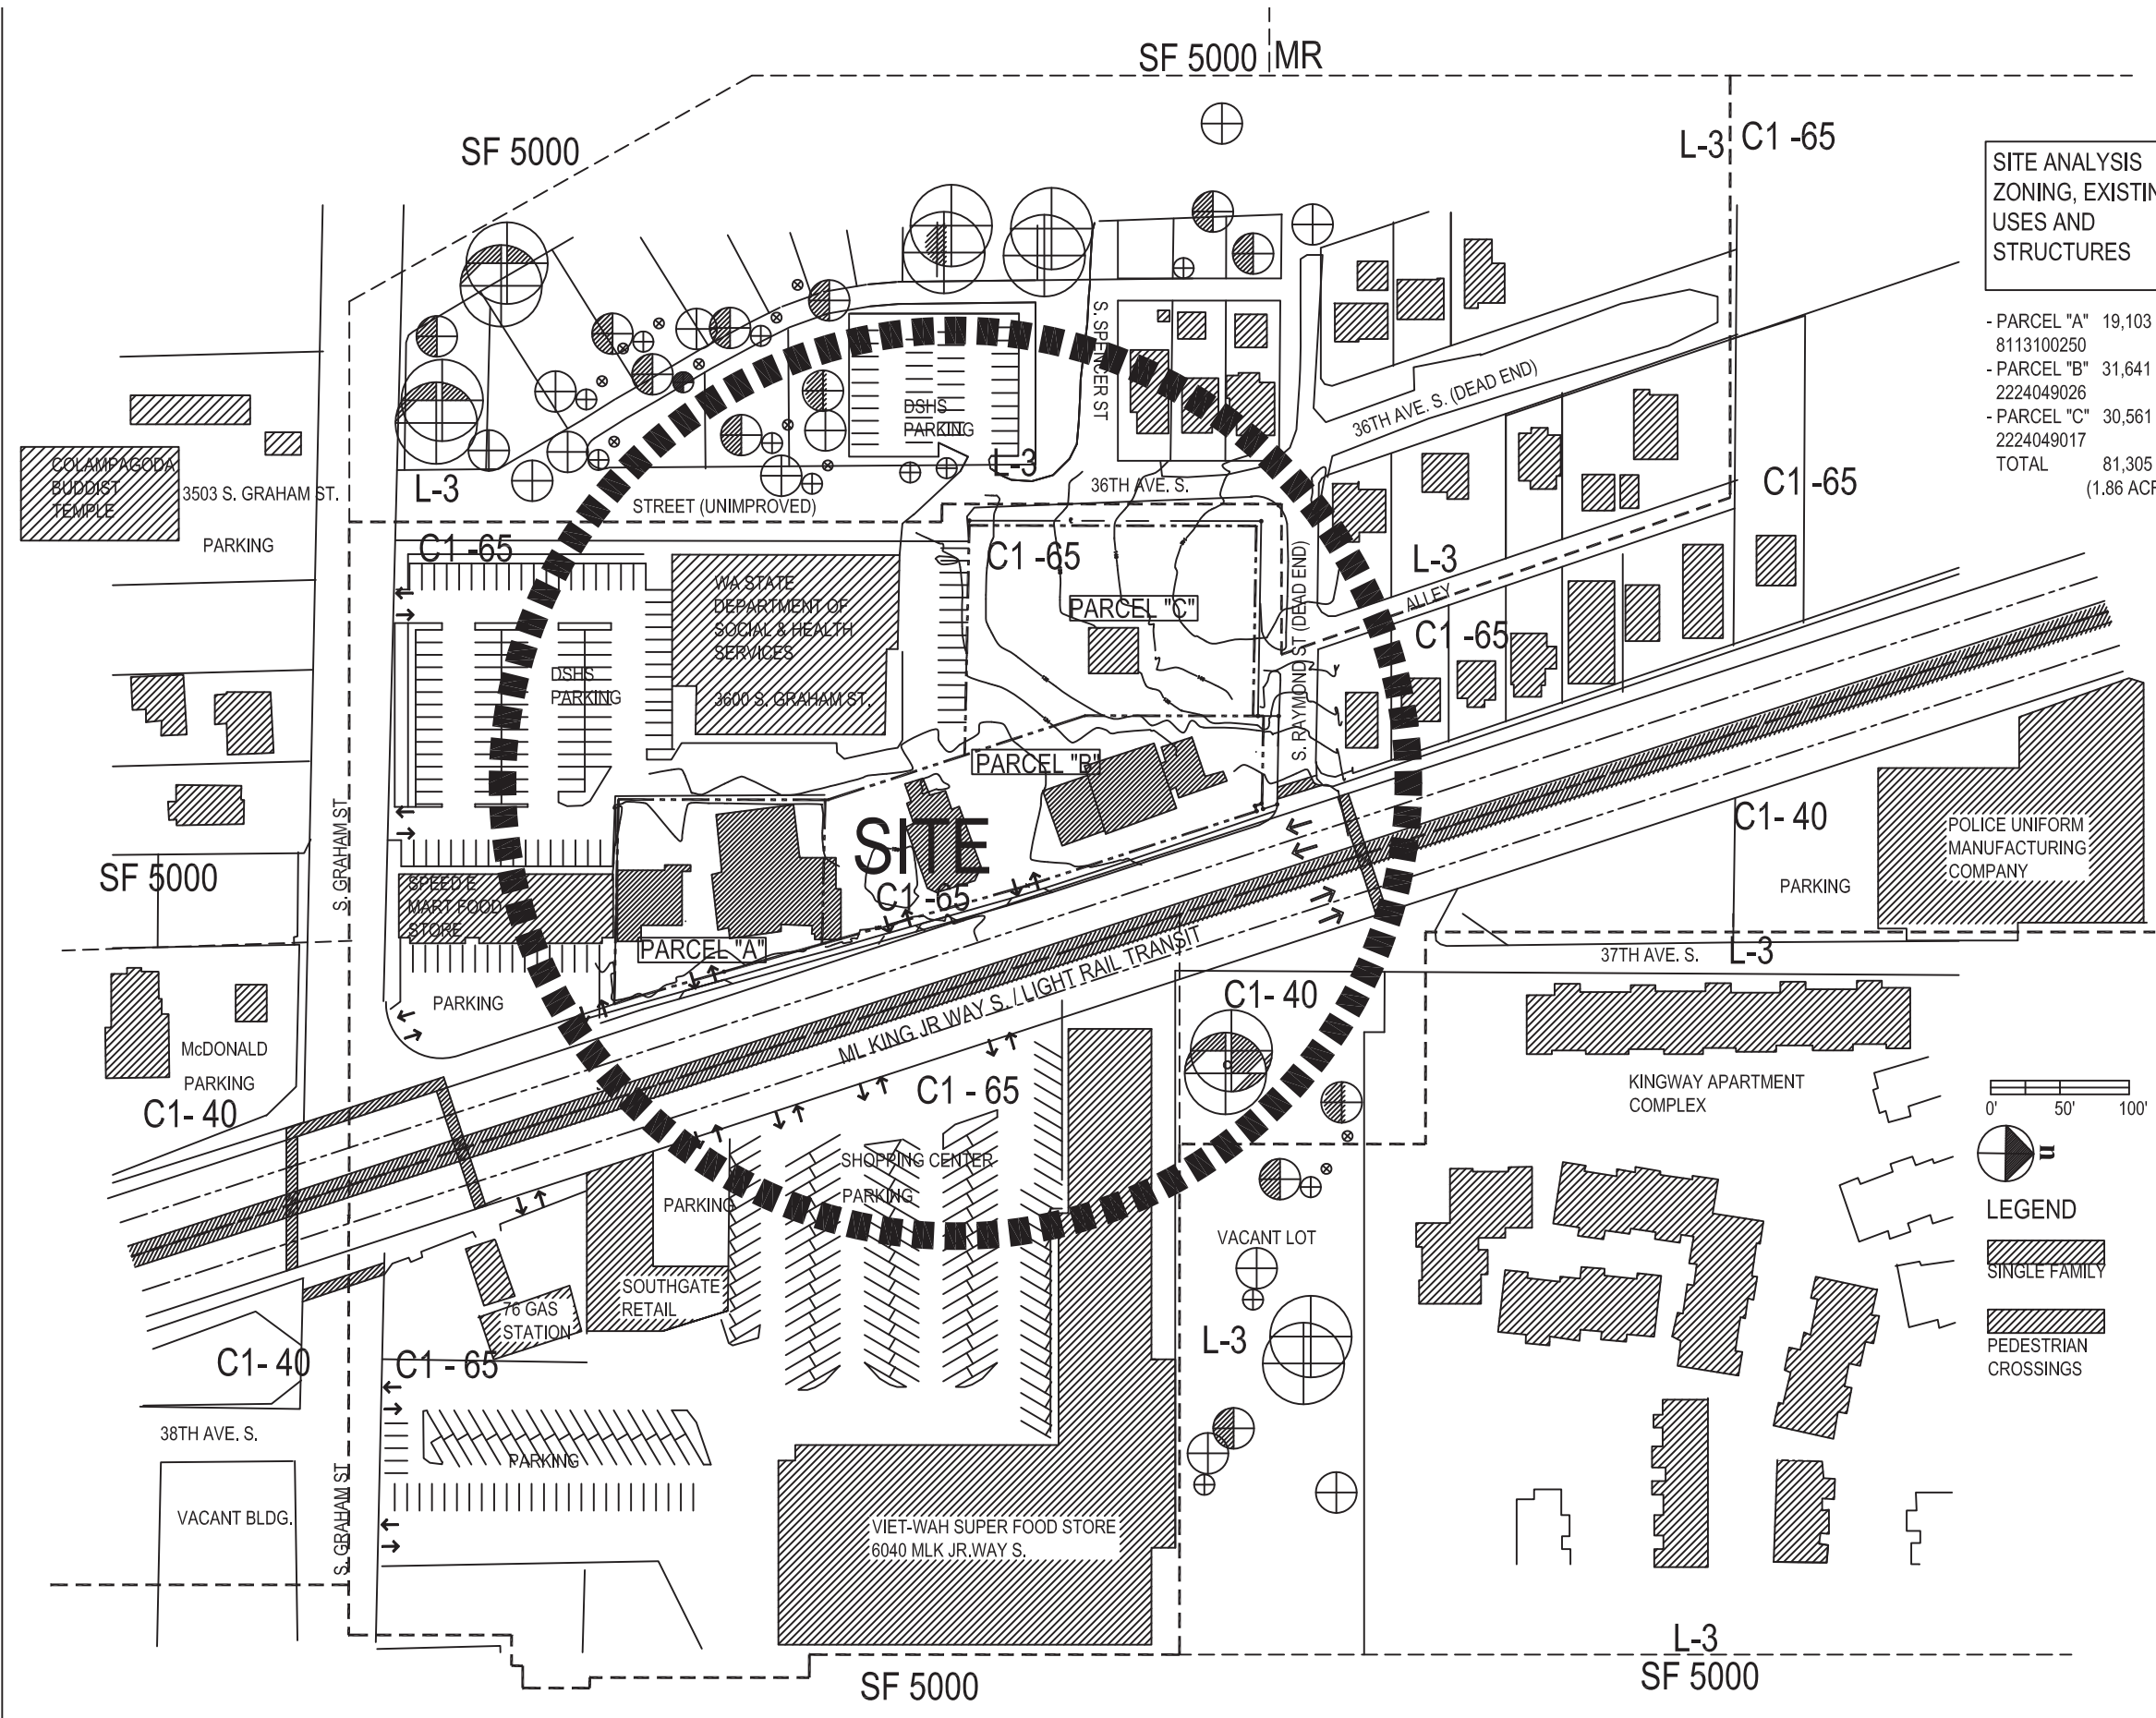 SF 5000
MR
SF 5000
L-3
C1 -65
SITE ANALYSIS
ZONING, EXISTIN
USES AND
STRUCTURES
- PARCEL "A" 19,103
8113100250
- PARCEL "B" 31,641
2224049026
- PARCEL "C" 30,561
2224049017
TOTAL 81,305
(1.86 ACF
S. SPENCER ST
DSHS
PARKING
36TH AVE. S. (DEAD END)
COLAMPAGODA
BUDDIST
TEMPLE
3503 S. GRAHAM ST.
PARKING
L-3
L-3
STREET (UNIMPROVED)
36TH AVE. S.
C1 -65
C1 -65
C1 -65
L-3
C1 -65
WA STATE
DEPARTMENT OF
SOCIAL & HEALTH
SERVICES
3600 S. GRAHAM ST.
PARCEL "C"
ALLEY
C1 -65
S. RAYMOND ST (DEAD END)
DSHS
PARKING
PARCEL "B"
SITE
C1 -65
C1- 40
POLICE UNIFORM
MANUFACTURING
COMPANY
PARKING
SF 5000
S. GRAHAM ST
SPEED E
MART FOOD
STORE
PARCEL "A"
PARKING
37TH AVE. S.
L-3
ML KING JR WAY S. / LIGHT RAIL TRANSIT
C1- 40
McDONALD
PARKING
C1- 40
C1 - 65
KINGWAY APARTMENT
COMPLEX
0' 50' 100'
n
SHOPPING CENTER
PARKING
PARKING
VACANT LOT
LEGEND
SINGLE FAMILY
PEDESTRIAN
CROSSINGS
SOUTHGATE
RETAIL
76 GAS
STATION
C1- 40
C1 - 65
L-3
38TH AVE. S.
PARKING
S. GRAHAM ST
VACANT BLDG.
VIET-WAH SUPER FOOD STORE
6040 MLK JR.WAY S.
L-3
SF 5000
SF 5000